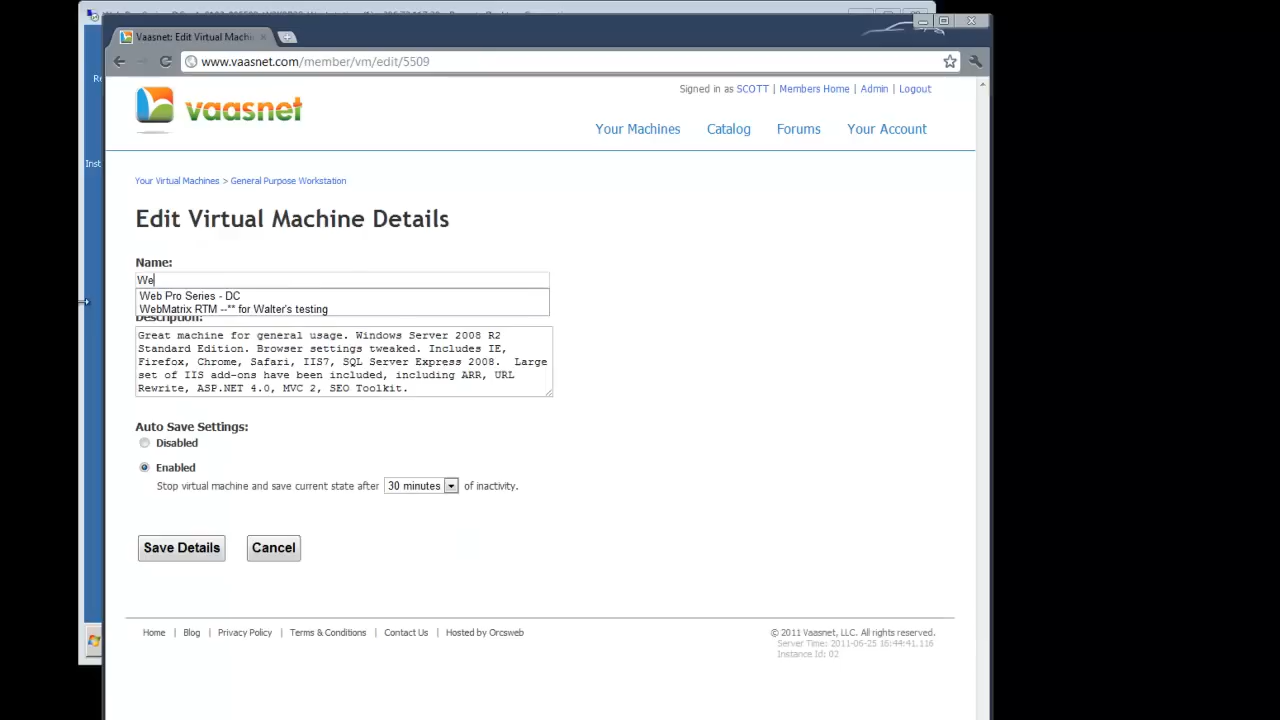 Vaasnet: Edit Virtual Machi
www.vaasnet.com/member/vm/edit/5509
Re
Inst
vaasnet
Signed in as SCOTT | Members Home | Admin | Logout
Your Machines Catalog Forums Your Account
Your Virtual Machines > General Purpose Workstation
Edit Virtual Machine Details
Name:
We
Web Pro Series - DC
WebMatrix RTM --** for Walter's testing
Description:
Great machine for general usage. Windows Server 2008 R2
Standard Edition. Browser settings tweaked. Includes IE,
Firefox, Chrome, Safari, IIS7, SQL Server Express 2008. Large
set of IIS add-ons have been included, including ARR, URL
Rewrite, ASP.NET 4.0, MVC 2, SEO Toolkit.
Auto Save Settings:
Disabled
Enabled
Stop virtual machine and save current state after 30 minutes of inactivity.
Save Details Cancel
Home | Blog | Privacy Policy | Terms & Conditions | Contact Us | Hosted by Orcsweb
© 2011 Vaasnet, LLC. All rights reserved.
Server Time: 2011-06-25 16:44:41.116
Instance Id: 02